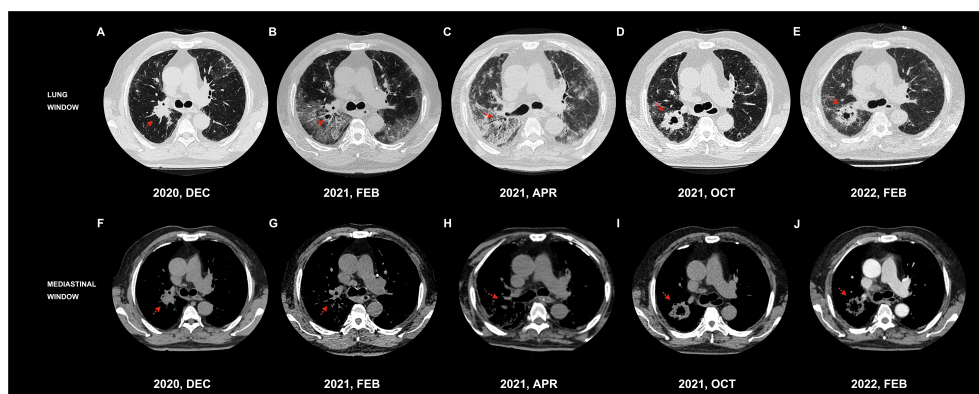 A B C D E
LUNG
WINDOW
2020, DEC 2021, FEB 2021, APR 2021, OCT 2022, FEB
F G H I J
MEDIASTINAL
WINDOW
2020, DEC 2021, FEB 2021, APR 2021, OCT 2022, FEB